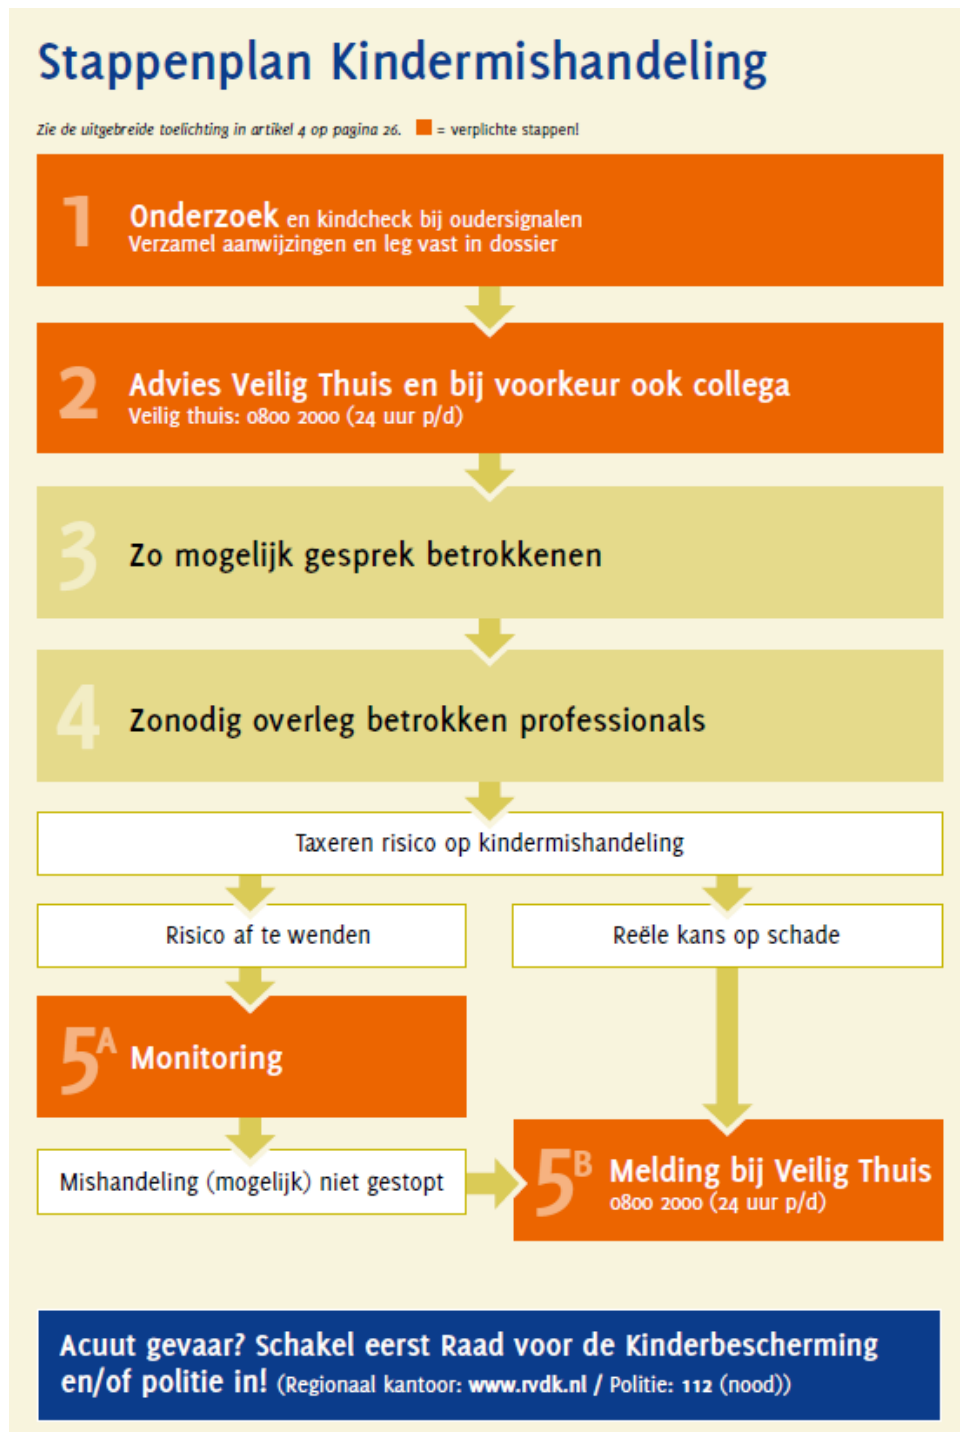 Stappenplan Kindermishandeling
Zie de uitgebreide toelichting in artikel 4 op pagina 26. = verplichte stappen!
1
Onderzoek en kindcheck bij oudersignalen
Verzamel aanwijzingen en leg vast in dossier
2
Advies Veilig Thuis en bij voorkeur ook collega
Veilig thuis: 0800 2000 (24 uur p/d)
3
Zo mogelijk gesprek betrokkenen
4
Zonodig overleg betrokken professionals
Taxeren risico op kindermishandeling
Risico af te wenden
Reële kans op schade
5A Monitoring
Mishandeling (mogelijk) niet gestopt
5B Melding bij Veilig Thuis
0800 2000 (24 uur p/d)
Acuut gevaar? Schakel eerst Raad voor de Kinderbescherming
en/of politie in! (Regionaal kantoor: www.rvdk.nl / Politie: 112 (nood))